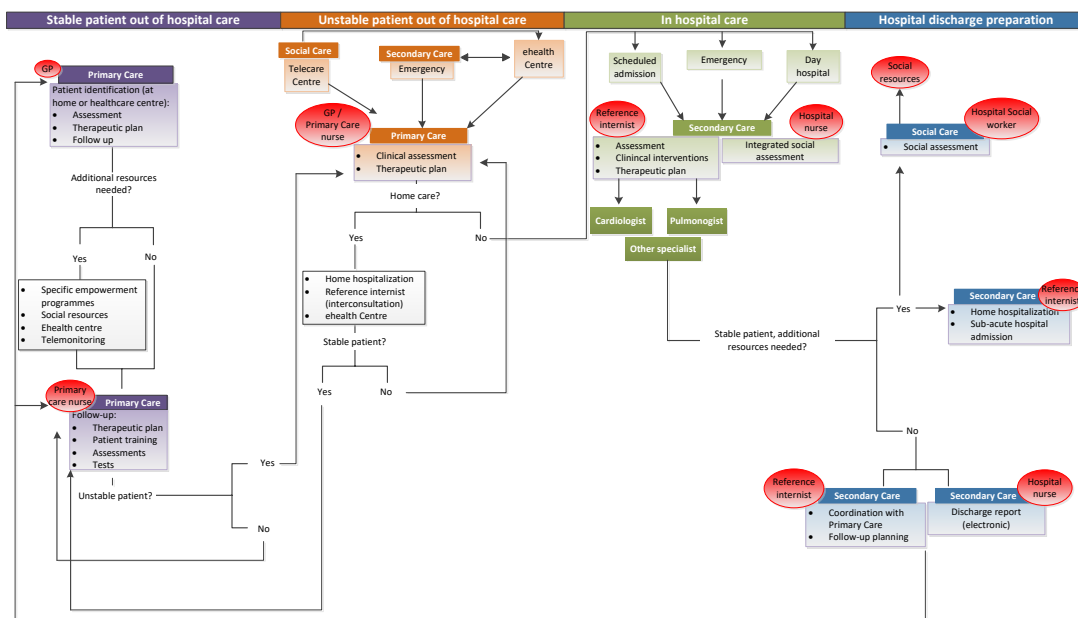 Stable patient out of hospital care
Unstable patient out of hospital care
In hospital care
Hospital discharge preparation
GP
Primary Care
Patient identification (at
home or healthcare centre):
• Assessment
• Therapeutic plan
• Follow up
Additional resources
needed?
Yes
No
• Specific empowerment
programmes
• Social resources
• Ehealth centre
• Telemonitoring
Primary
care nurse
Primary Care
Follow-up:
• Therapeutic plan
• Patient training
• Assessments
• Tests
Unstable patient?
Yes
No
Social Care
Telecare
Centre
Secondary Care
Emergency
ehealth
Centre
GP /
Primary Care
nurse
Primary Care
• Clinical assessment
• Therapeutic plan
Home care?
Yes
No
• Home hospitalization
• Reference internist
(interconsultation)
• ehealth Centre
Stable patient?
Yes
No
Scheduled
admission
Emergency
Day
hospital
Reference
internist
Hospital
nurse
Secondary Care
• Assessment
• Clinincal interventions
• Therapeutic plan
Integrated social
assessment
Cardiologist
Pulmonogist
Other specialist
Stable patient, additional
resources needed?
Yes
No
Social
resources
Hospital Social
worker
Social Care
• Social assessment
Reference
internist
Secondary Care
• Home hospitalization
• Sub-acute hospital
admission
Reference
internist
Secondary Care
• Coordination with
Primary Care
• Follow-up planning
Hospital
nurse
Secondary Care
Discharge report
(electronic)